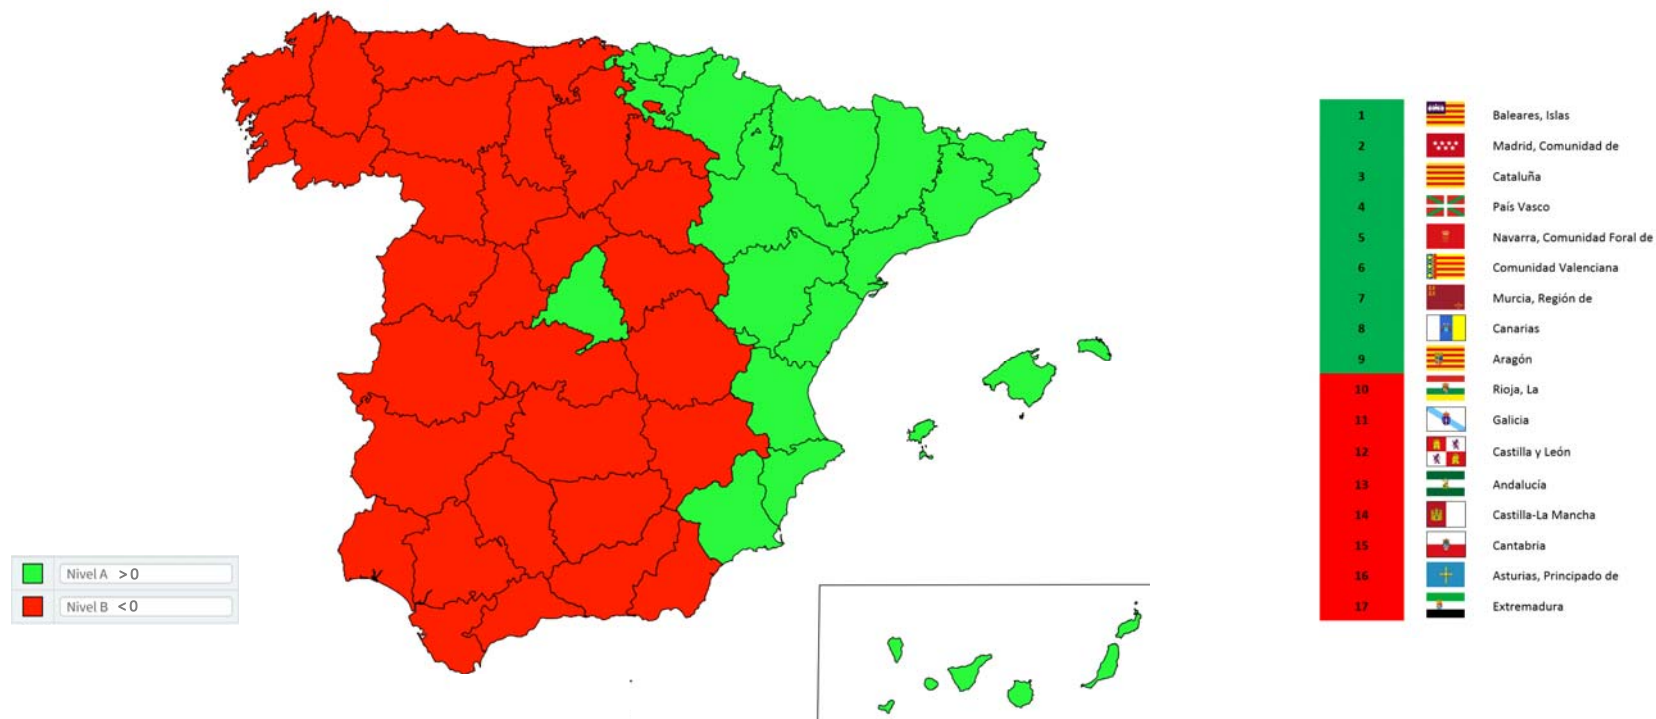 Nivel A > 0
Nivel B < 0
1 Baleares, Islas
2 Madrid, Comunidad de
3 Cataluña
4 País Vasco
5 Navarra, Comunidad Foral de
6 Comunidad Valenciana
7 Murcia, Región de
8 Canarias
9 Aragón
10 Rioja, La
11 Galicia
12 Castilla y León
13 Andalucía
14 Castilla-La Mancha
15 Cantabria
16 Asturias, Principado de
17 Extremadura